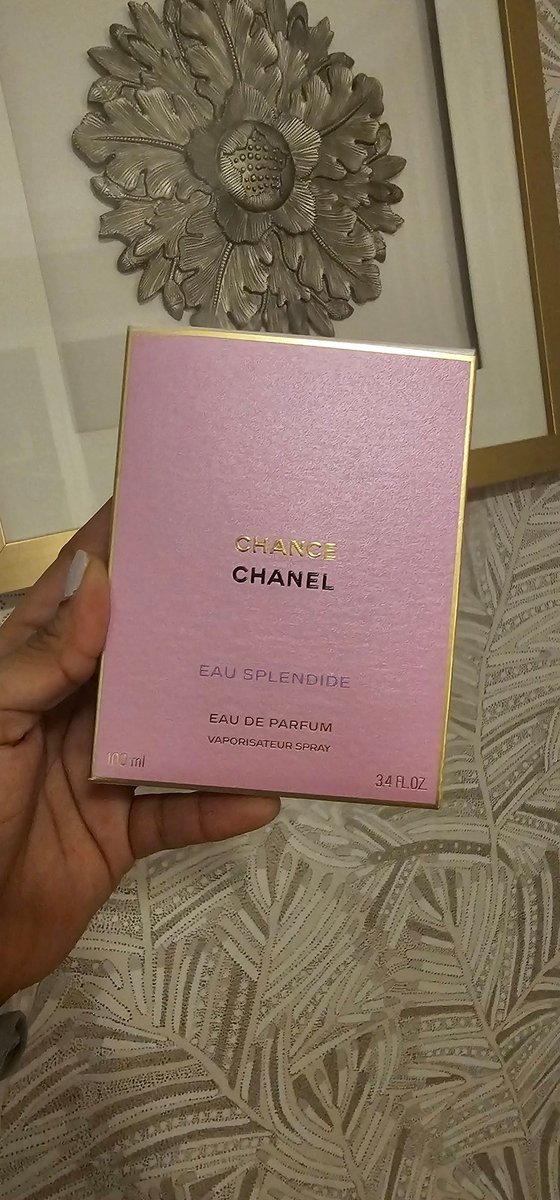 CHANCE
CHANEL
EAU SPLENDIDE
EAU DE PARFUM
VAPORISATEUR SPRAY
100 ml
3.4 FL.OZ